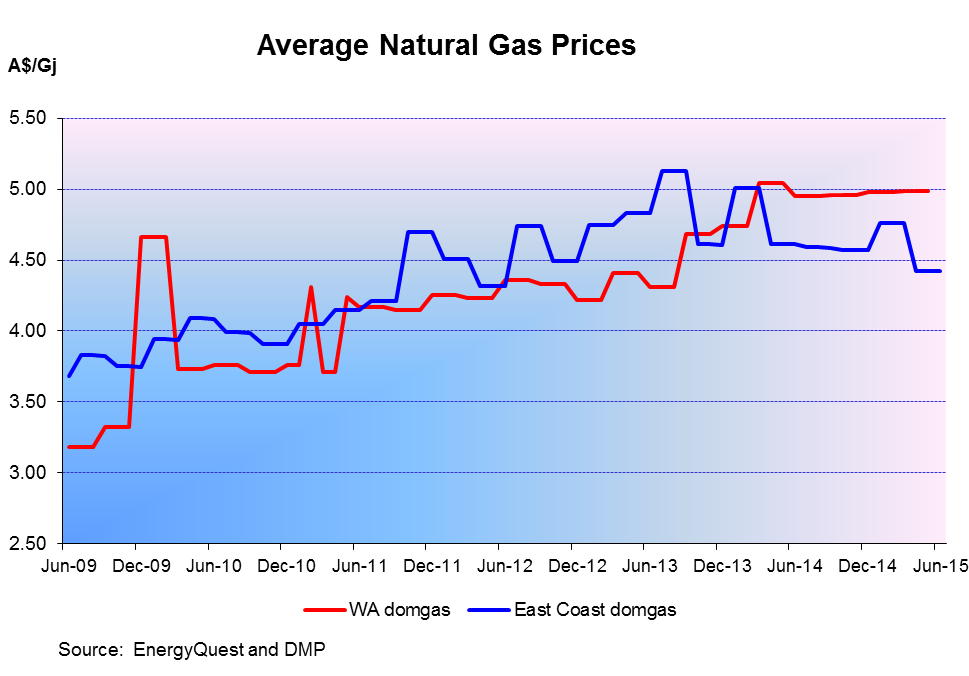 Average Natural Gas Prices
A$/Gj
5.50
5.00
4.50
4.00
3.50
3.00
2.50
Jun-09 Dec-09 Jun-10 Dec-10 Jun-11 Dec-11 Jun-12 Dec-12 Jun-13 Dec-13 Jun-14 Dec-14 Jun-15
WA domgas East Coast domgas
Source: EnergyQuest and DMP